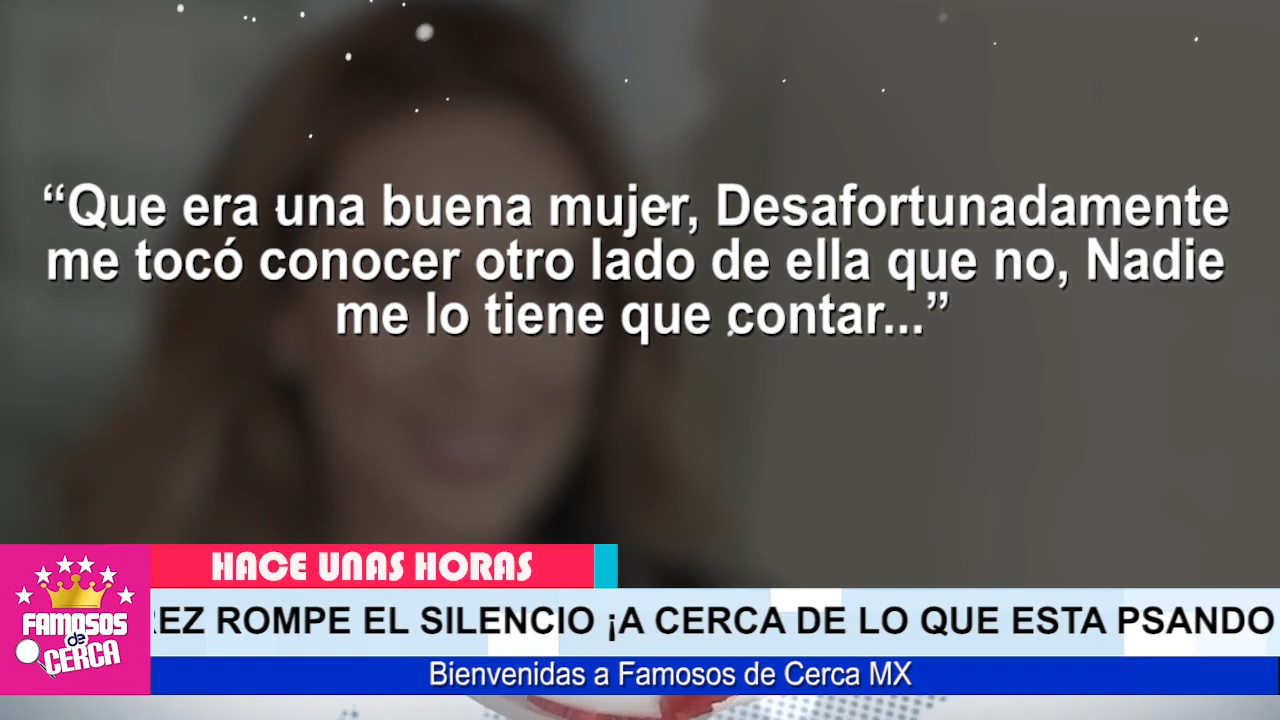 “Que era una buena mujer, Desafortunadamente
me tocó conocer otro lado de ella que no, Nadie
me lo tiene que contar...”
HACE UNAS HORAS
FAMOSOS
de
CERCA
REZ ROMPE EL SILENCIO ¡A CERCA DE LO QUE ESTA PSANDO
Bienvenidas a Famosos de Cerca MX